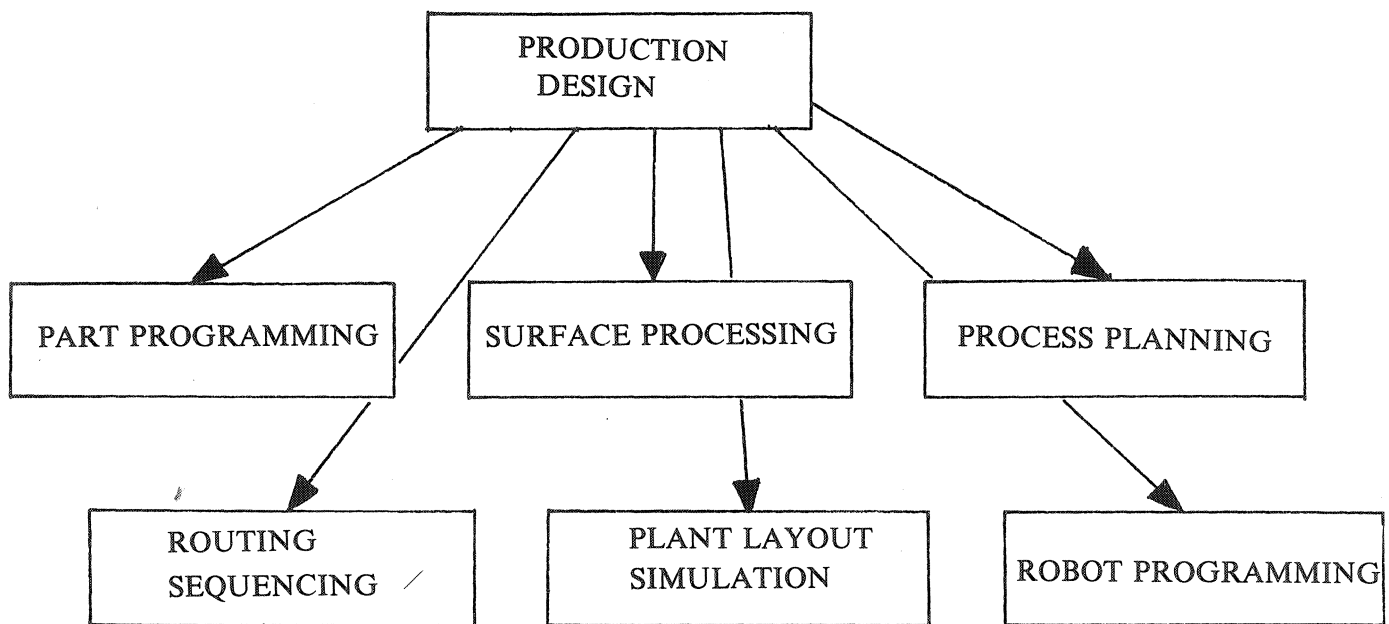 PRODUCTION
DESIGN
PART PROGRAMMING
SURFACE PROCESSING
PROCESS PLANNING
ROUTING
SEQUENCING
PLANT LAYOUT
SIMULATION
ROBOT PROGRAMMING